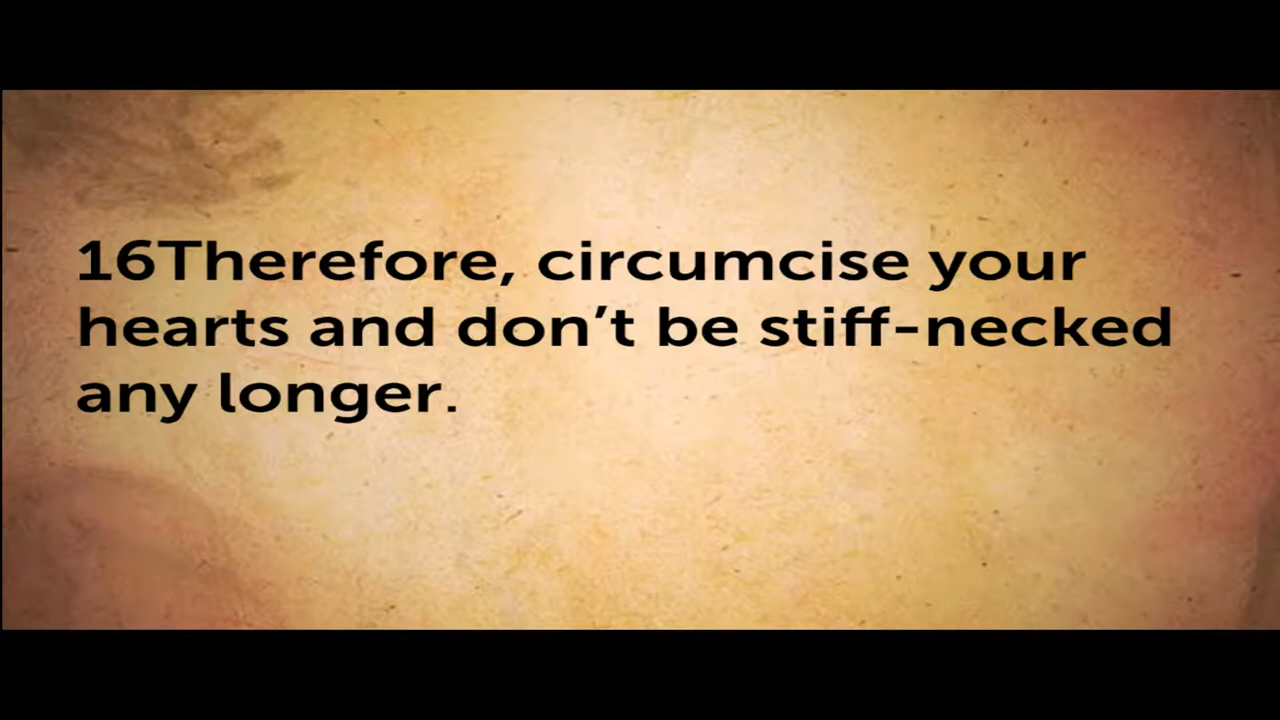 16Therefore, circumcise your
hearts and don’t be stiff-necked
any longer.